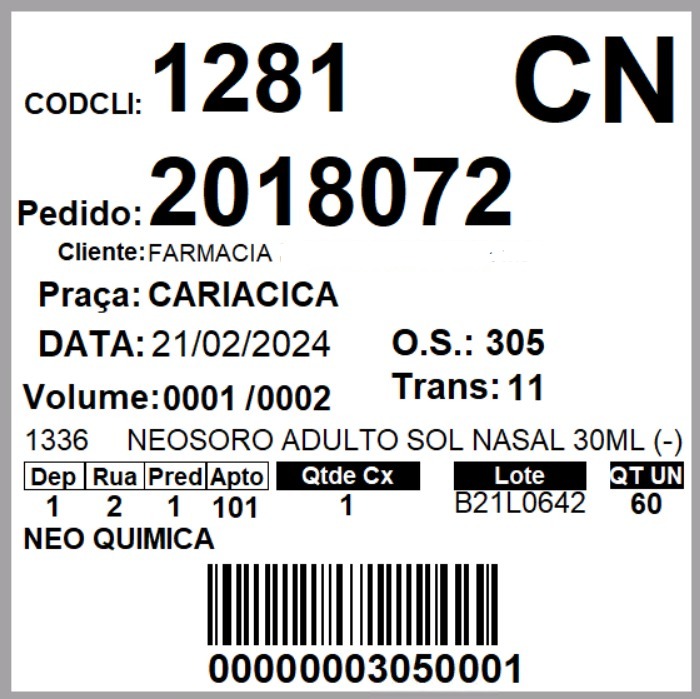 CODCLI: 1281 CN
Pedido: 2018072
Cliente: FARMACIA
Praça: CARIACICA
DATA: 21/02/2024 O.S.: 305
Volume: 0001 /0002 Trans: 11
1336 NEOSORO ADULTO SOL NASAL 30ML (-)
Dep Rua Pred Apto Qtde Cx Lote QT UN
1 2 1 101 1 B21L0642 60
NEO QUIMICA
00000003050001